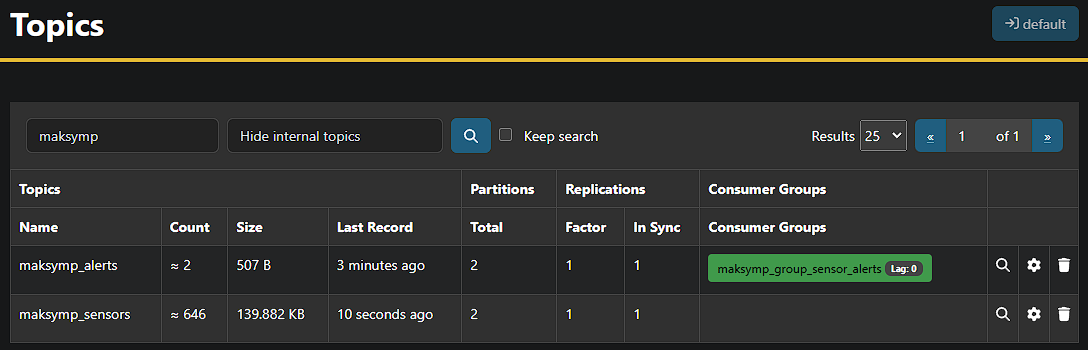 Topics
default
maksymp Hide internal topics Keep search Results 25 « 1 of 1 »
Topics Partitions Replications Consumer Groups
Name Count Size Last Record Total Factor In Sync Consumer Groups
maksymp_alerts ≈ 2 507 B 3 minutes ago 2 1 1 maksymp_group_sensor_alerts Lag: 0
maksymp_sensors ≈ 646 139.882 KB 10 seconds ago 2 1 1